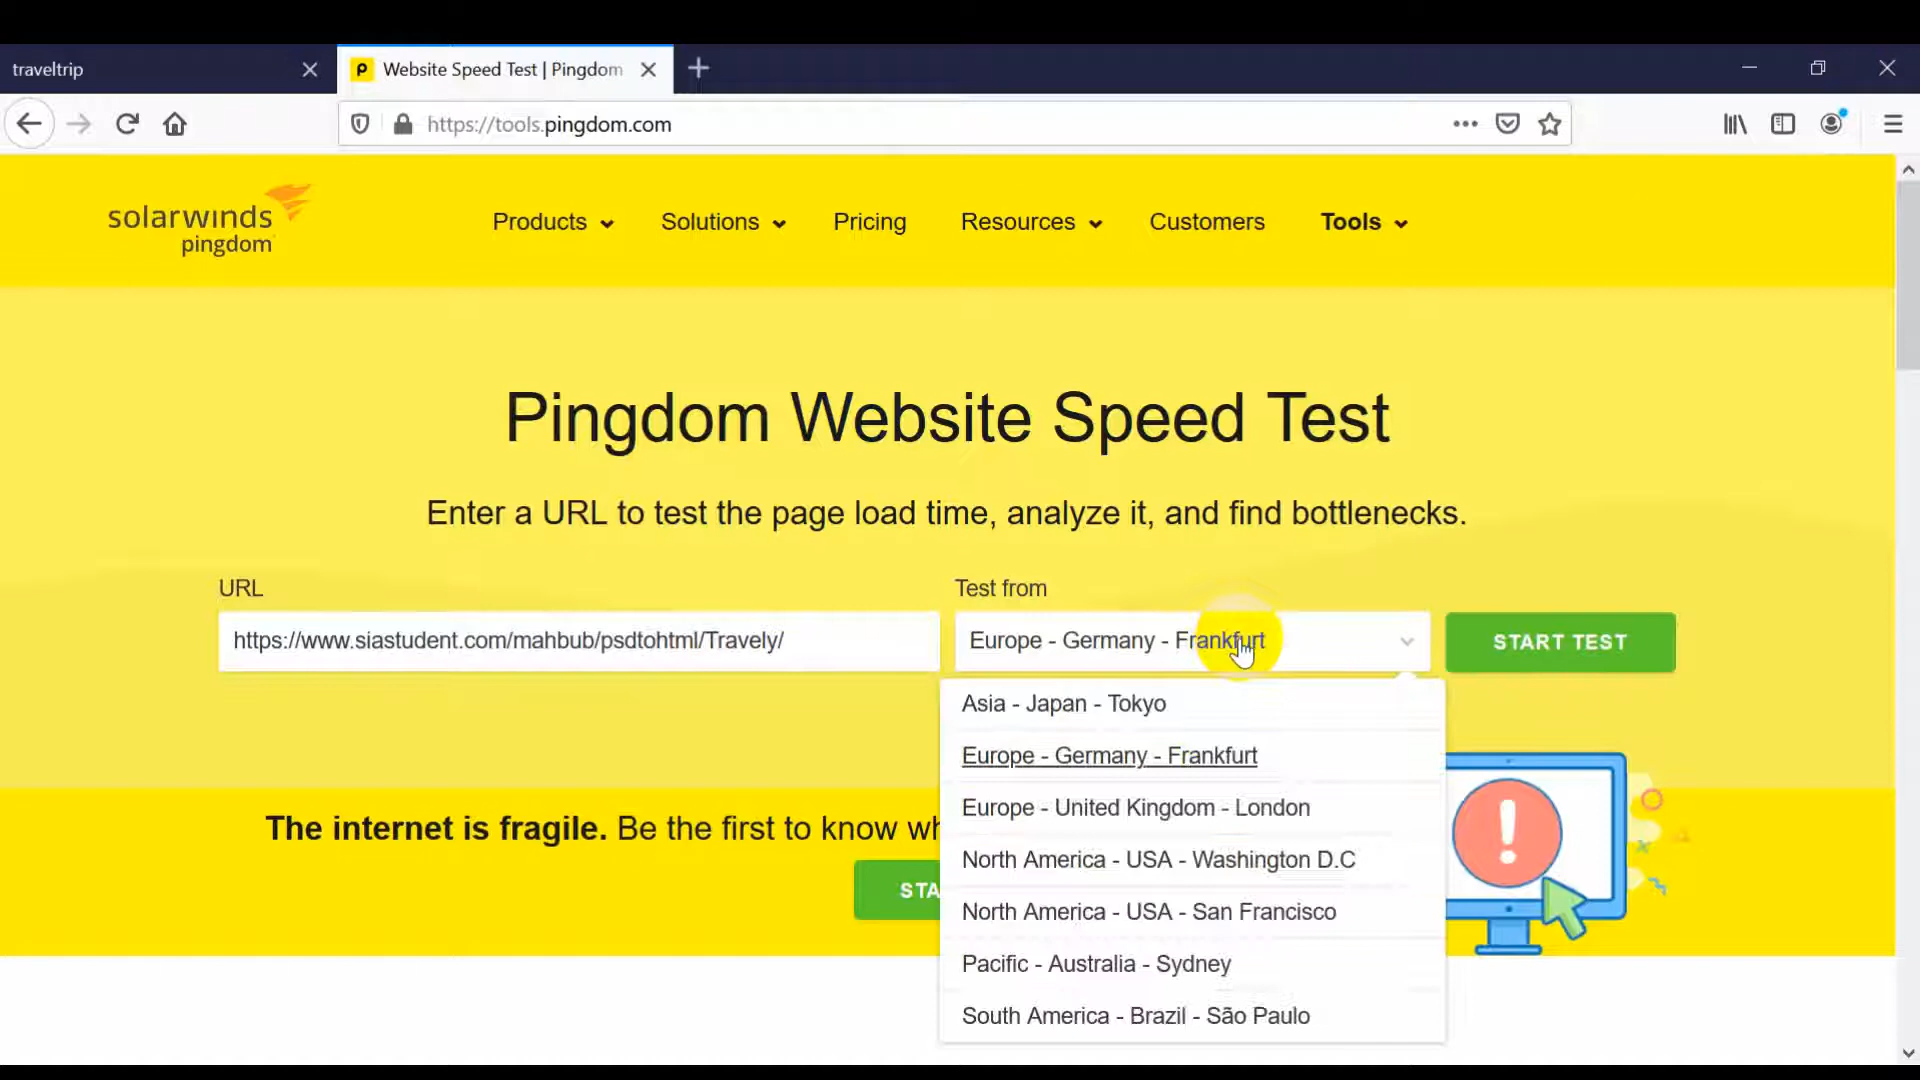 traveltrip
Website Speed Test | Pingdom
https://tools.pingdom.com
solarwinds
pingdom
Products
Solutions
Pricing
Resources
Customers
Tools
Pingdom Website Speed Test
Enter a URL to test the page load time, analyze it, and find bottlenecks.
URL
Test from
https://www.siastudent.com/mahbub/psdtohtml/Travely/
Europe - Germany - Frankfurt
START TEST
Asia - Japan - Tokyo
Europe - Germany - Frankfurt
Europe - United Kingdom - London
North America - USA - Washington D.C
North America - USA - San Francisco
Pacific - Australia - Sydney
South America - Brazil - São Paulo
The internet is fragile. Be the first to know wh
STA